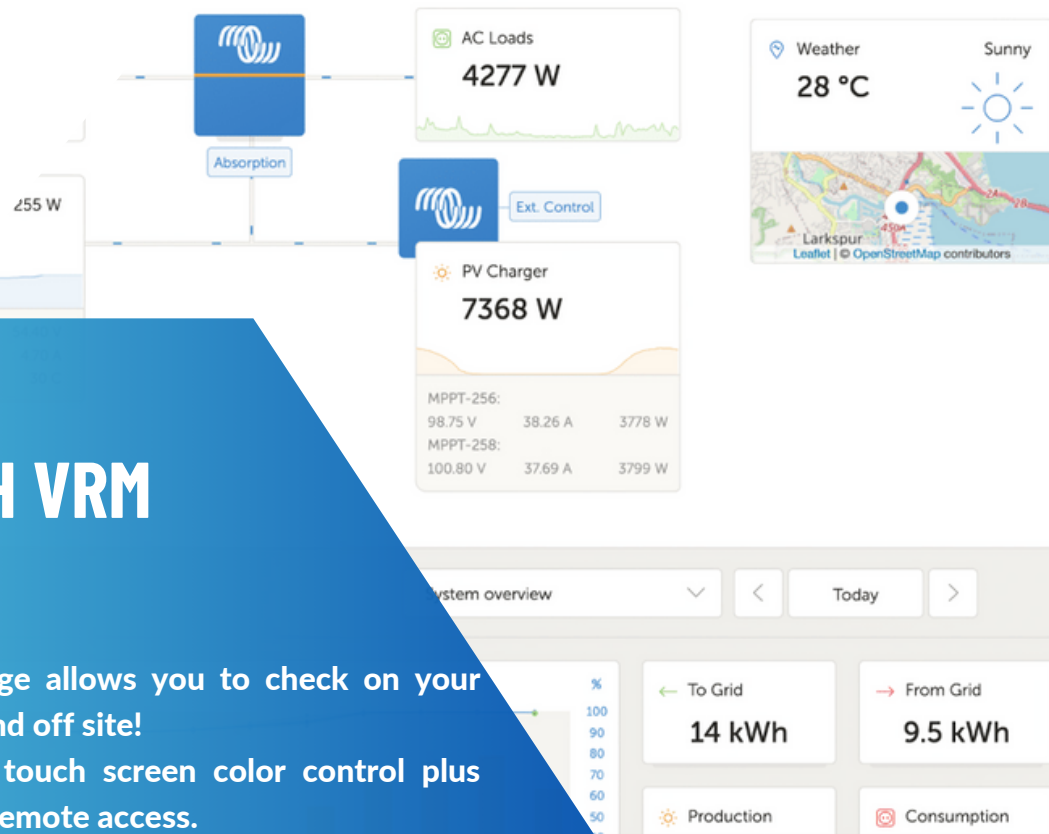 AC Loads
4277 W
Weather
Sunny
28 °C
Absorption
255 W
Ext. Control
2A
2B
450A
Larkspur
Leaflet | © OpenStreetMap contributors
PV Charger
7368 W
MPPT-256:
98.75 V 38.26 A 3778 W
MPPT-258:
100.80 V 37.69 A 3799 W
H VRM
ystem overview
Today
ge allows you to check on your
nd off site!
touch screen color control plus
emote access.
%
100
90
80
70
60
50
To Grid
14 kWh
From Grid
9.5 kWh
Production
Consumption